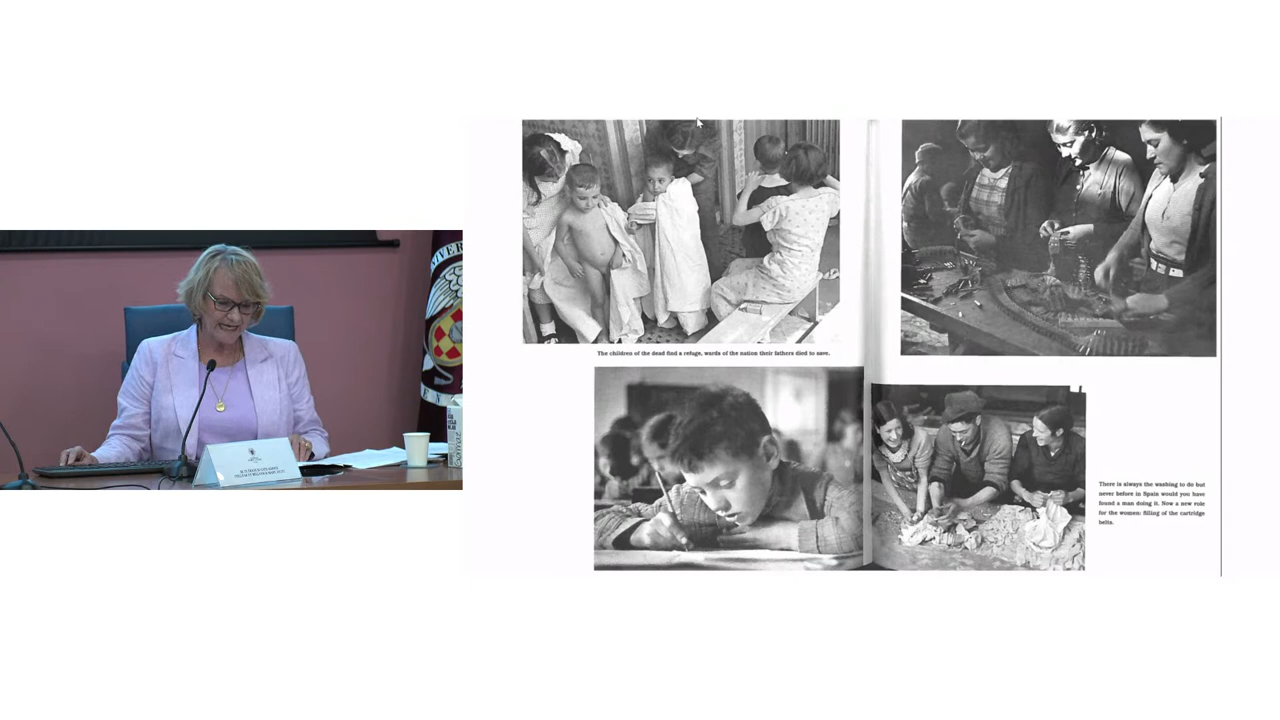 UNIVER
The children of the dead find a refuge, wards of the nation their fathers died to save.
There is always the washing to do but
never before in Spain would you have
found a man doing it. Now a new role
for the women: filling of the cartridge
belts.